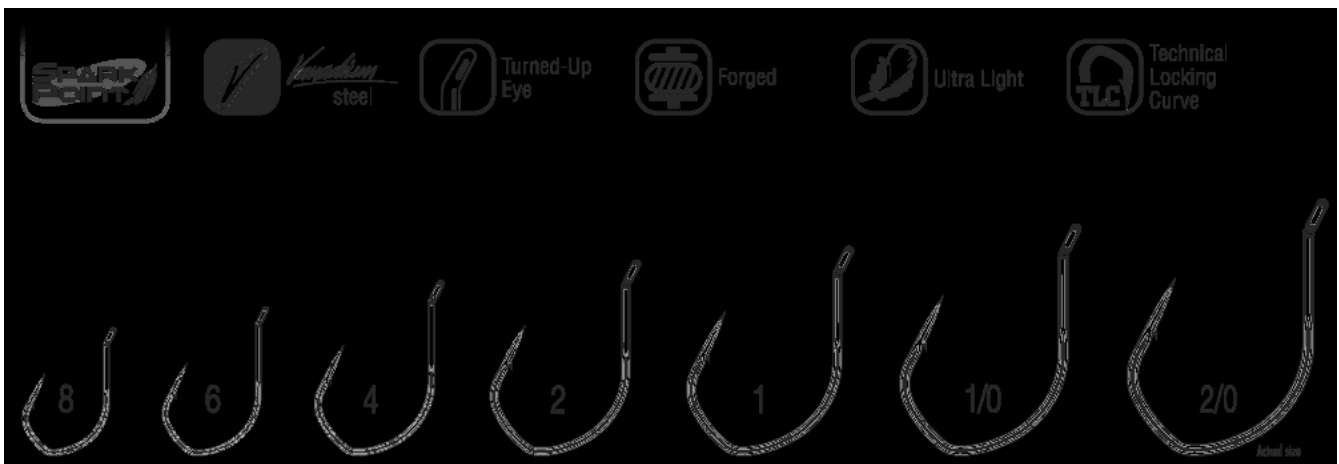 SPARK
POINT
Vanadium
steel
Turned-Up
Eye
Forged
Ultra Light
TLC
Technical
Locking
Curve
8
6
4
2
1
1/0
2/0
Actual size